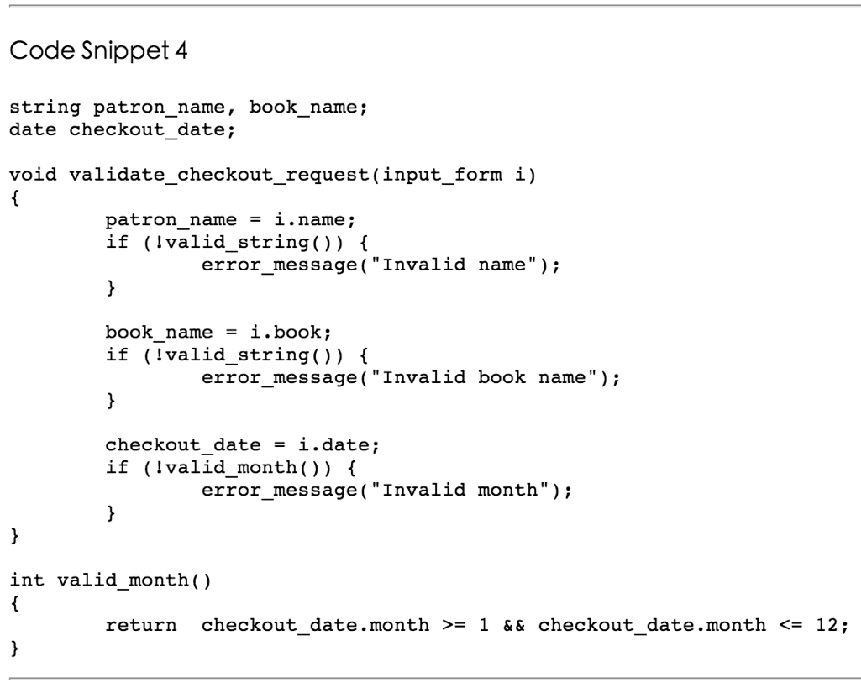 Code Snippet 4
string patron_name, book_name;
date checkout_date;
void validate_checkout_request(input_form i)
{
        patron_name = i.name;
        if (!valid_string()) {
                error_message("Invalid name");
        }
        book_name = i.book;
        if (!valid_string()) {
                error_message("Invalid book name");
        }
        checkout_date = i.date;
        if (!valid_month()) {
                error_message("Invalid month");
        }
}
int valid_month()
{
        return  checkout_date.month >= 1 && checkout_date.month <= 12;
}